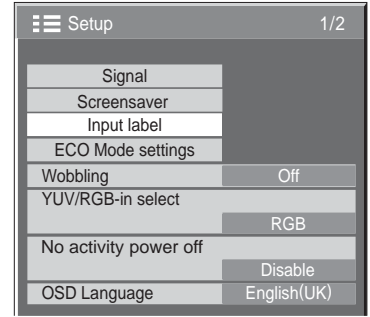 Setup 1/2
Signal
Screensaver
Input label
ECO Mode settings
Wobbling Off
YUV/RGB-in select
RGB
No activity power off
Disable
OSD Language English(UK)